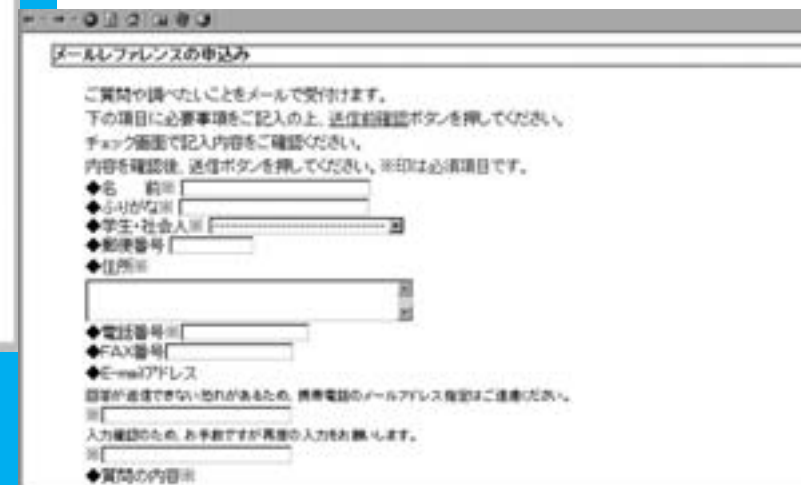 メールレファレンスの申込み
ご質問や調べたいことをメールで受付けます。
下の項目に必要事項をご記入の上、送信前確認ボタンを押してください。
チェック画面で記入内容をご確認ください。
内容を確認後、送信ボタンを押してください。※印は必須項目です。
◆名 前※
◆ふりがな※
◆学生・社会人※
◆郵便番号
◆住所※
◆電話番号※
◆FAX番号
◆E-mailアドレス
回答が返信できない恐れがあるため、携帯電話のメールアドレス指定はご遠慮ください。
※
入力確認のため、お手数ですが再度の入力をお願いします。
※
◆質問の内容※